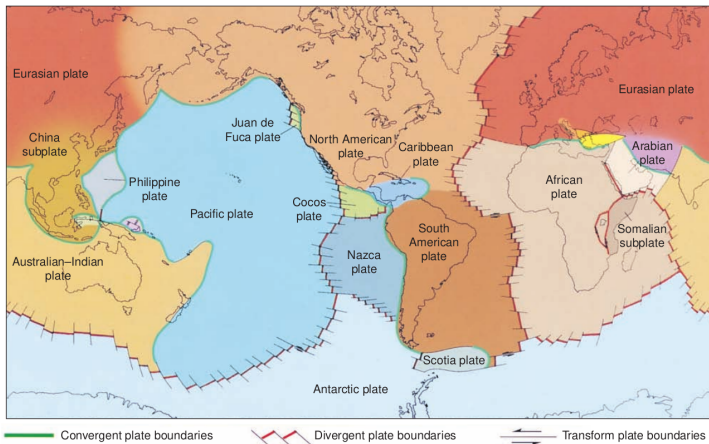 Eurasian plate
Eurasian plate
China
subplate
Juan de
Fuca plate
North American
plate
Caribbean
plate
Arabian
plate
Philippine
plate
Pacific plate
Cocos
plate
African
plate
South
American
plate
Somalian
subplate
Australian–Indian
plate
Nazca
plate
Scotia plate
Antarctic plate
Convergent plate boundaries
Divergent plate boundaries
Transform plate boundaries